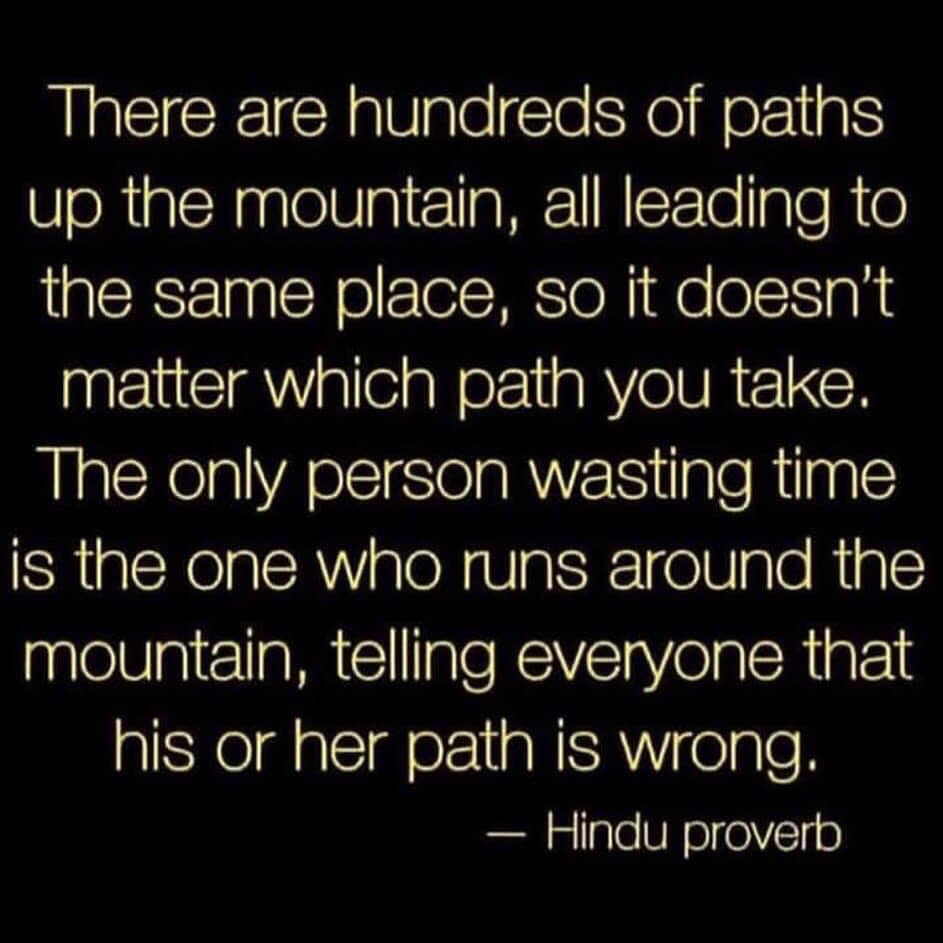 There are hundreds of paths
up the mountain, all leading to
the same place, so it doesn't
matter which path you take.
The only person wasting time
is the one who runs around the
mountain, telling everyone that
his or her path is wrong.
— Hindu proverb